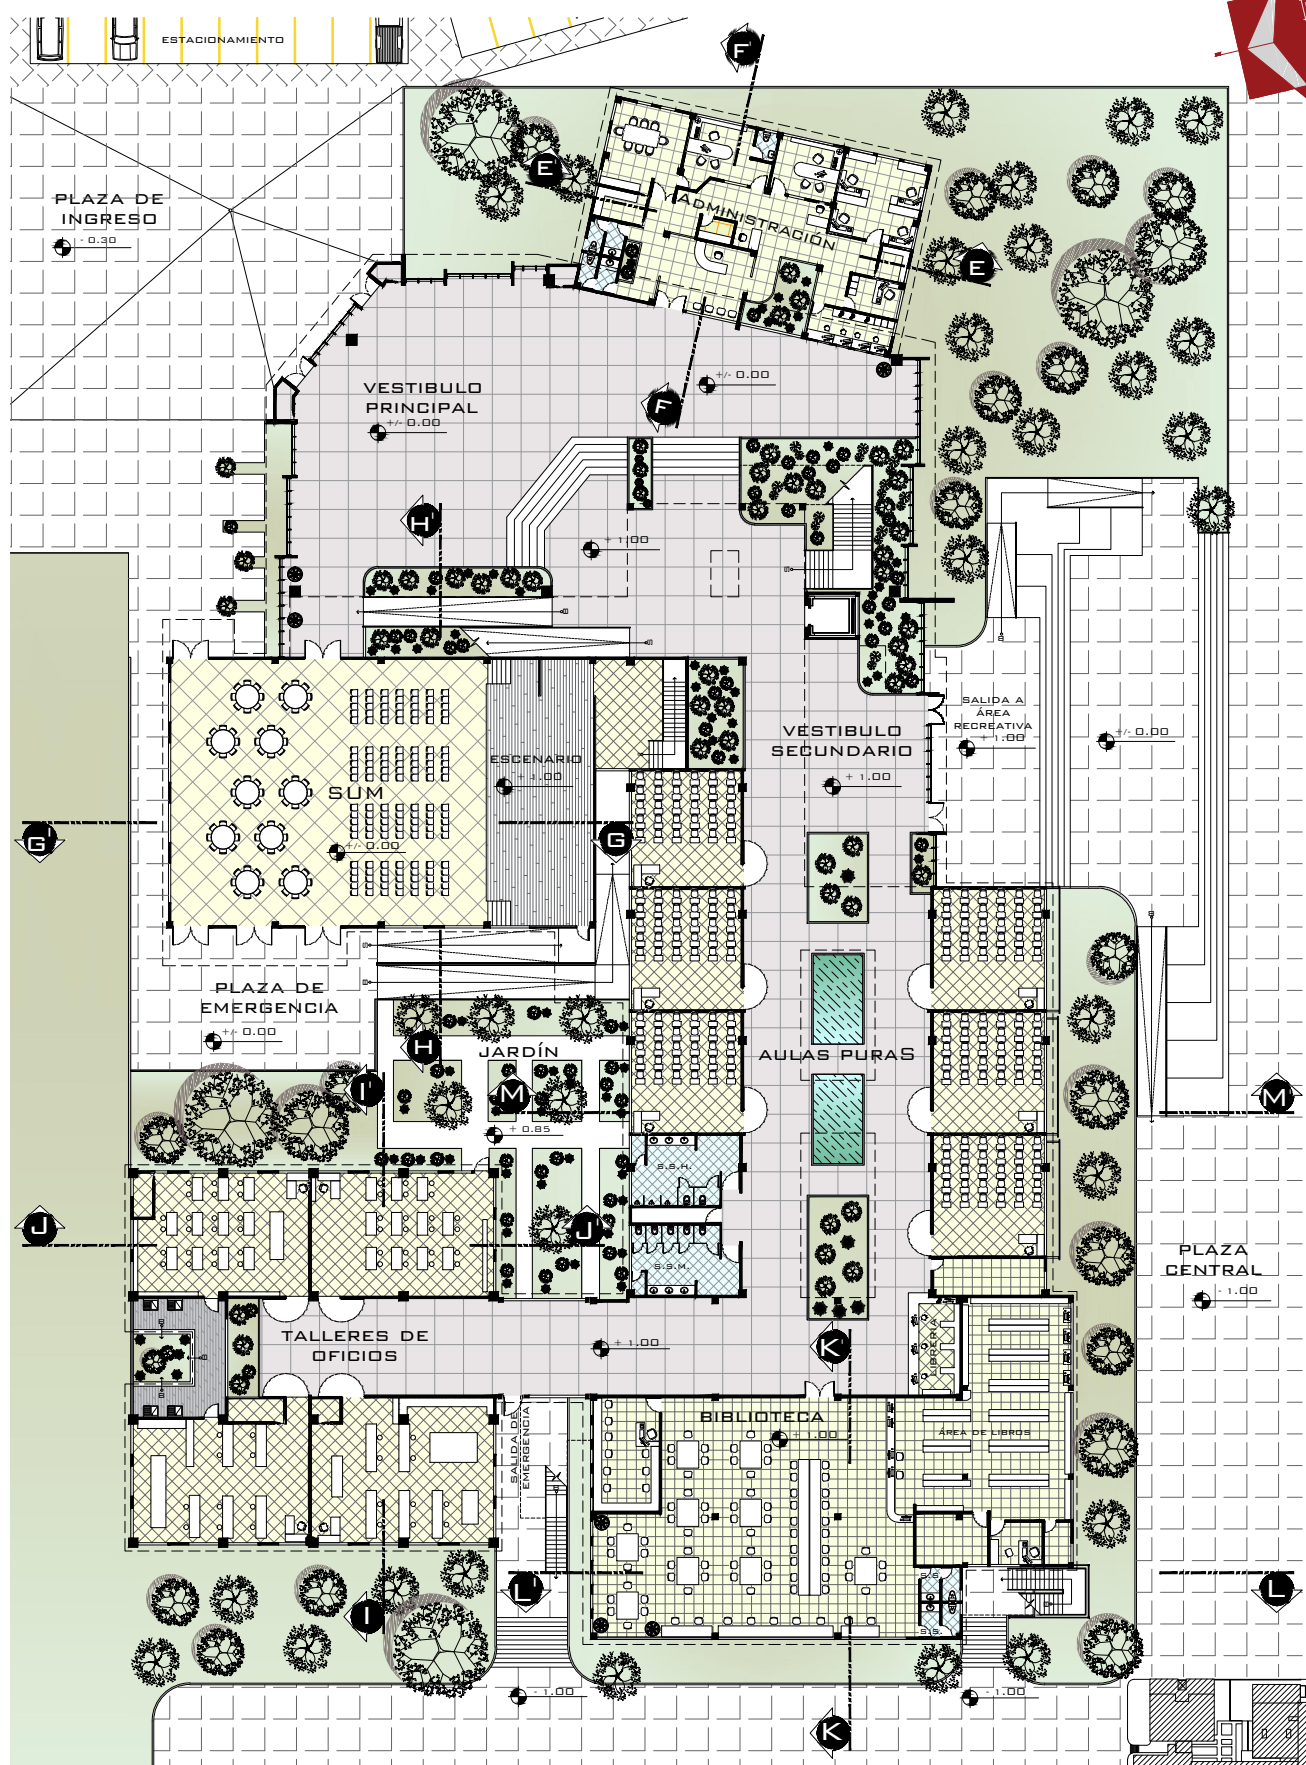 ESTACIONAMIENTO
F'
E'
PLAZA DE
INGRESO
- 0.30
ADMINISTRACIÓN
E
+/- 0.00
VESTIBULO
PRINCIPAL
+/- 0.00
F
H'
+ 1.00
SALIDA A
ÁREA
RECREATIVA
+ 1.00
+/- 0.00
VESTIBULO
SECUNDARIO
+ 1.00
ESCENARIO
+ 1.00
SUM
+/- 0.00
G'
G
PLAZA DE
EMERGENCIA
+/- 0.00
H
JARDÍN
AULAS PURAS
I'
M
M
+ 0.85
S.S.H.
J
J'
S.S.M.
PLAZA
CENTRAL
- 1.00
TALLERES DE
OFICIOS
+ 1.00
K
LIBRERIA
BIBLIOTECA
+ 1.00
ÁREA DE LIBROS
SALIDA DE
EMERGENCIA
S.S.
S.S.
L'
L
I
- 1.00
- 1.00
K